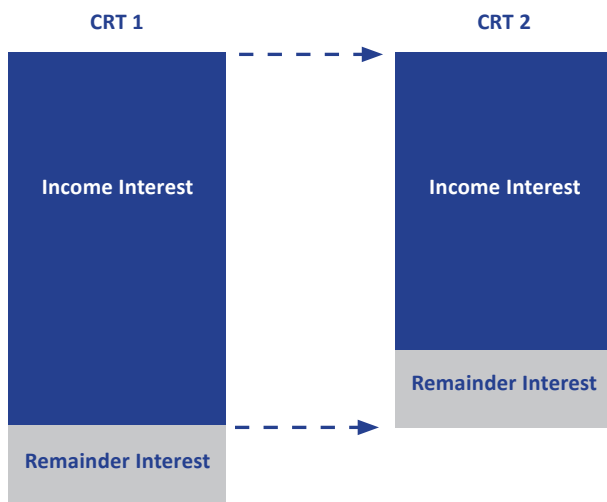 CRT 1
CRT 2
Income Interest
Income Interest
Remainder Interest
Remainder Interest